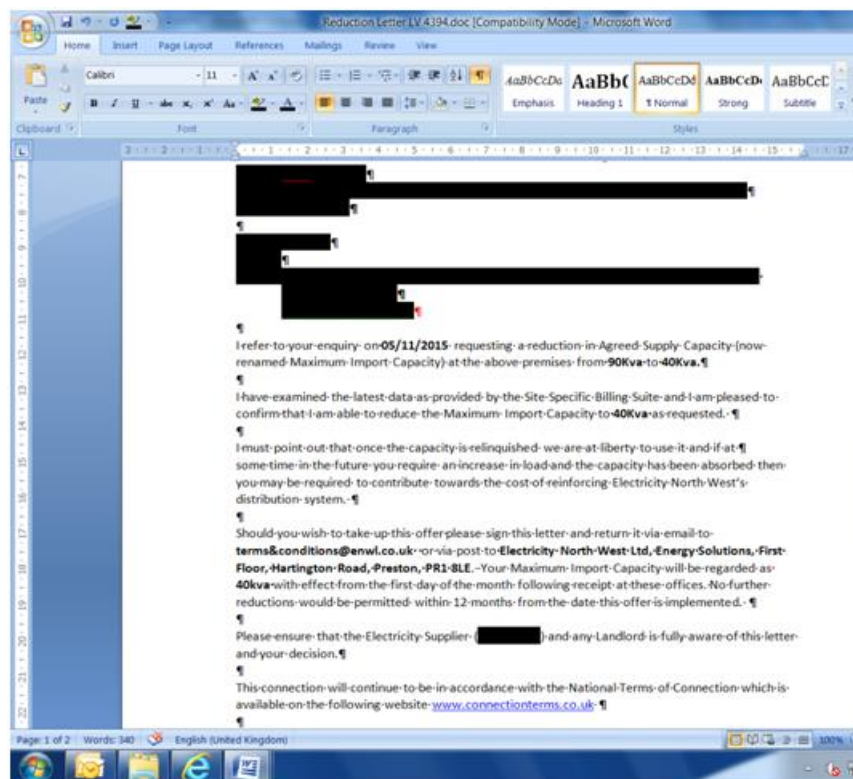 Reduction Letter LV 4394.doc [Compatibility Mode] - Microsoft Word
Home Insert Page Layout References Mailings Review View
Calibri 11
Paste
AaBbCcDc AaBb( AaBbCcDd AaBbCcD AaBbCcC
Emphasis Heading 1 ¶ Normal Strong Subtitle
Clipboard Font Paragraph Styles
I refer to your enquiry on 05/11/2015 requesting a reduction in Agreed Supply Capacity (now
renamed Maximum Import Capacity) at the above premises from 90Kva to 40Kva.¶
I have examined the latest data as provided by the Site Specific Billing Suite and I am pleased to
confirm that I am able to reduce the Maximum Import Capacity to 40Kva as requested. ¶
I must point out that once the capacity is relinquished we are at liberty to use it and if at ¶
some time in the future you require an increase in load and the capacity has been absorbed then
you may be required to contribute towards the cost of reinforcing Electricity North West's
distribution system. ¶
Should you wish to take up this offer please sign this letter and return it via email to
terms&conditions@enwl.co.uk or via post to Electricity North West Ltd, Energy Solutions, First
Floor, Hartington Road, Preston, PR1 8LE. Your Maximum Import Capacity will be regarded as
40kva with effect from the first day of the month following receipt at these offices. No further
reductions would be permitted within 12 months from the date this offer is implemented. ¶
Please ensure that the Electricity Supplier ( ) and any Landlord is fully aware of this letter
and your decision.¶
This connection will continue to be in accordance with the National Terms of Connection which is
available on the following website www.connectionterms.co.uk ¶
Page: 1 of 2 Words: 340 English (United Kingdom) 100%